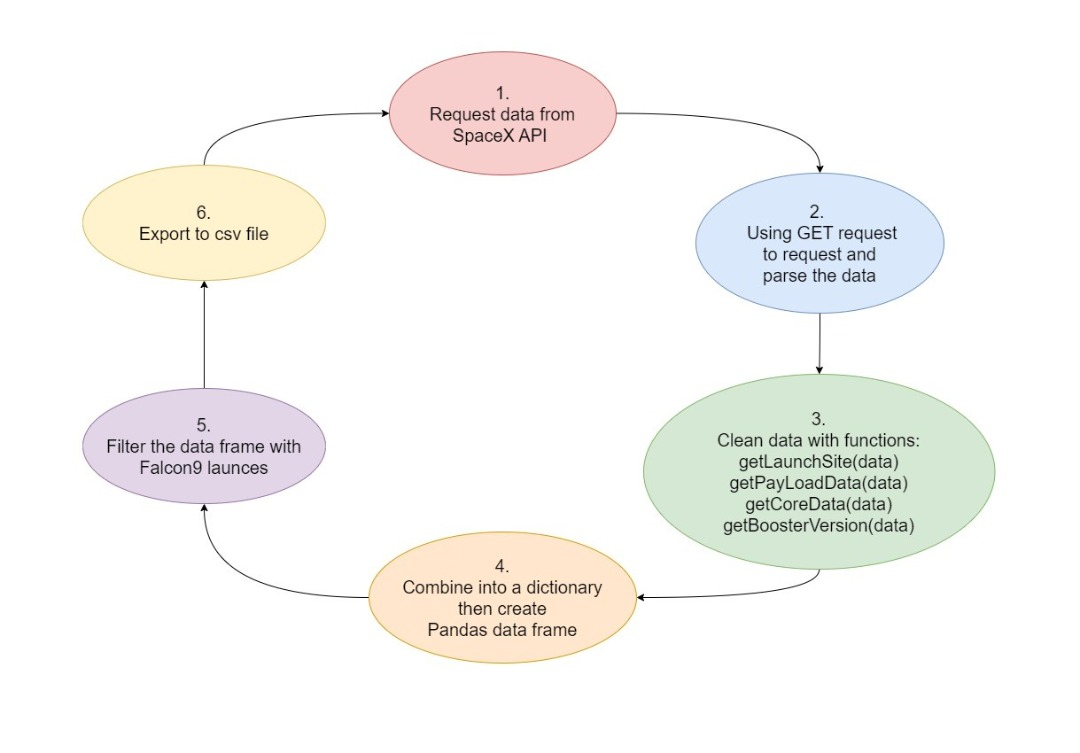 1.
Request data from
SpaceX API
2.
Using GET request
to request and
parse the data
3.
Clean data with functions:
getLaunchSite(data)
getPayLoadData(data)
getCoreData(data)
getBoosterVersion(data)
4.
Combine into a dictionary
then create
Pandas data frame
5.
Filter the data frame with
Falcon9 launces
6.
Export to csv file